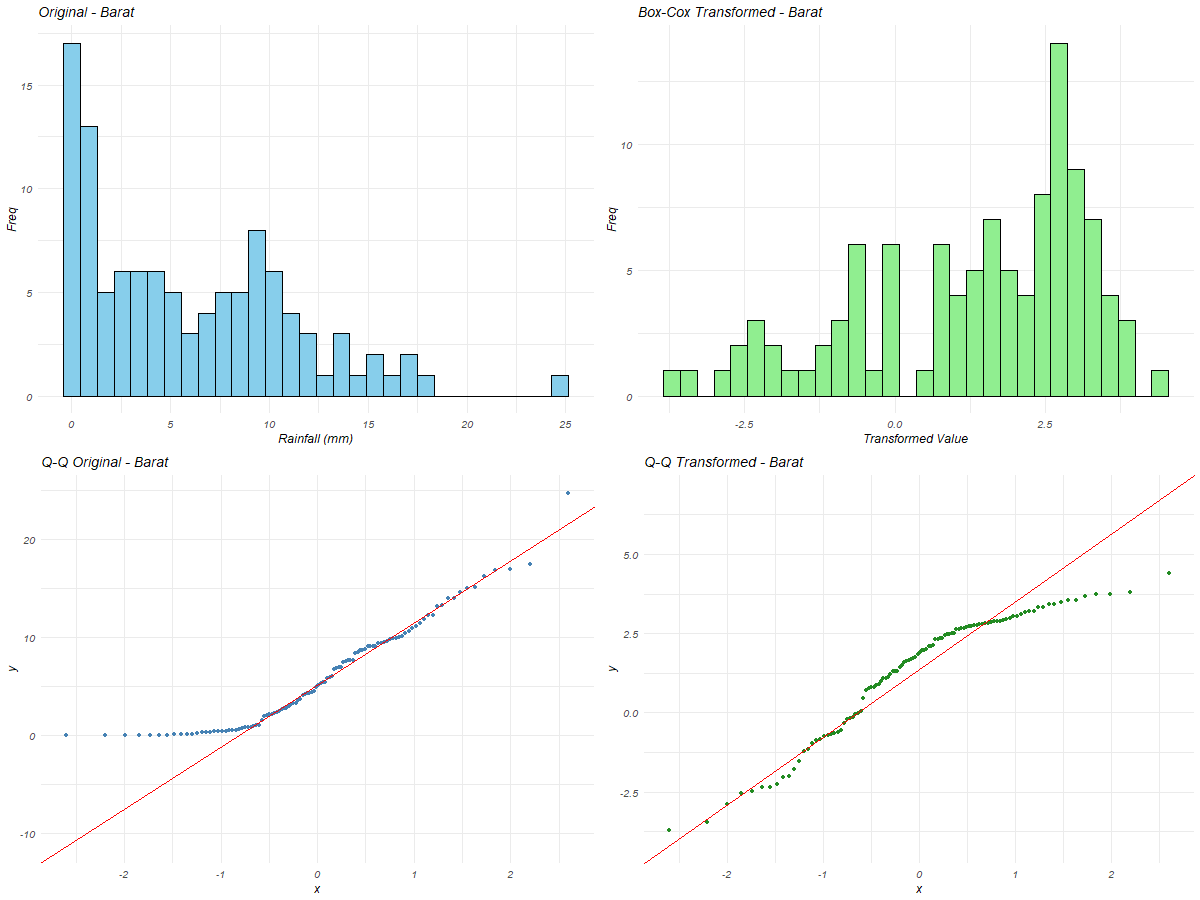 Original - Barat
Freq
15
10
5
0
0 5 10 15 20 25
Rainfall (mm)
Box-Cox Transformed - Barat
Freq
10
5
0
-2.5 0.0 2.5
Transformed Value
Q-Q Original - Barat
y
20
10
0
-10
-2 -1 0 1 2
x
Q-Q Transformed - Barat
y
5.0
2.5
0.0
-2.5
-2 -1 0 1 2
x